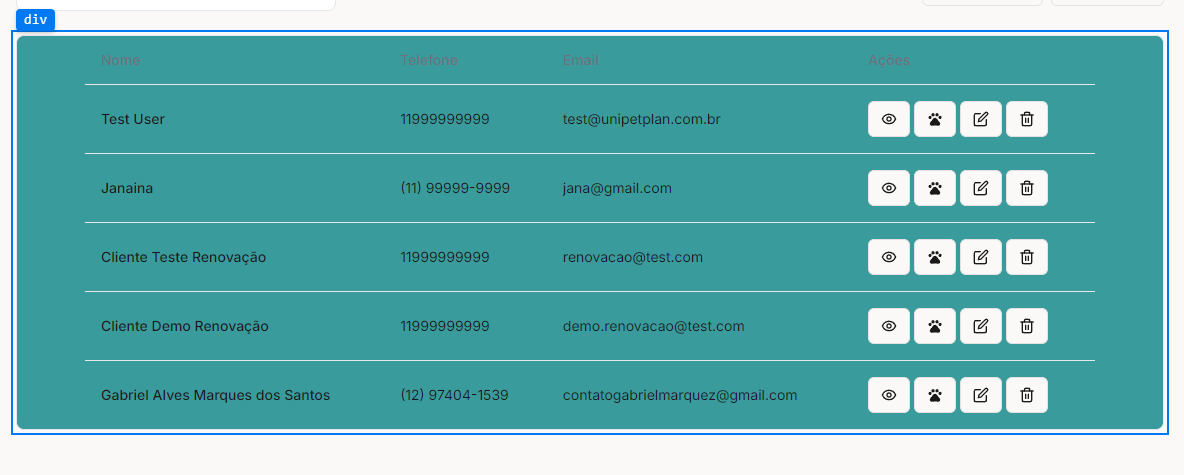 div
Nome Telefone Email Ações
Test User 11999999999 test@unipetplan.com.br
Janaina (11) 99999-9999 jana@gmail.com
Cliente Teste Renovação 11999999999 renovacao@test.com
Cliente Demo Renovação 11999999999 demo.renovacao@test.com
Gabriel Alves Marques dos Santos (12) 97404-1539 contatogabrielmarquez@gmail.com